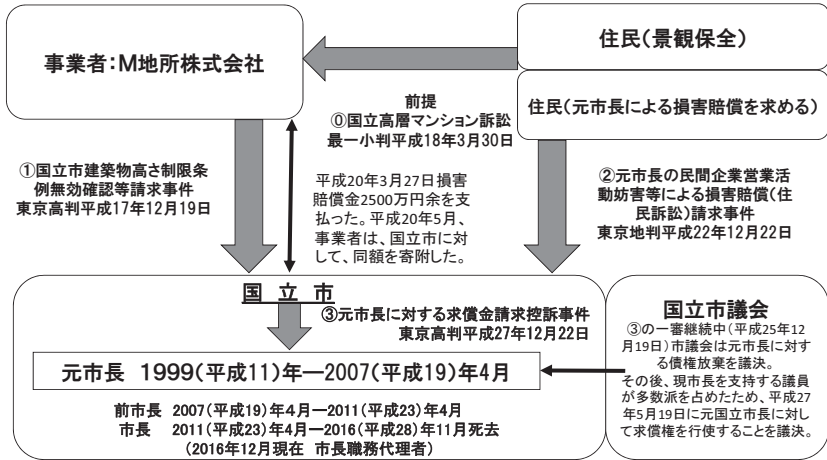 事業者：M地所株式会社
住民（景観保全）
住民（元市長による損害賠償を求める）
前提
⓪国立高層マンション訴訟
最一小判平成18年3月30日
①国立市建築物高さ制限条
例無効確認等請求事件
東京高判平成17年12月19日
平成20年3月27日損害
賠償金2500万円余を支
払った。平成20年5月、
事業者は、国立市に対
して、同額を寄附した。
②元市長の民間企業営業活
動妨害等による損害賠償（住
民訴訟）請求事件
東京地判平成22年12月22日
国 立 市
③元市長に対する求償金請求控訴事件
東京高判平成27年12月22日
元市長 1999（平成11）年―2007（平成19）年4月
前市長 2007（平成19）年4月―2011（平成23）年4月
市長 2011（平成23）年4月―2016（平成28）年11月死去
（2016年12月現在 市長職務代理者）
国立市議会
③の一審継続中（平成25年12
月19日）市議会は元市長に対す
る債権放棄を議決。
その後、現市長を支持する議員
が多数派を占めたため、平成27
年5月19日に元国立市長に対し
て求償権を行使することを議決。